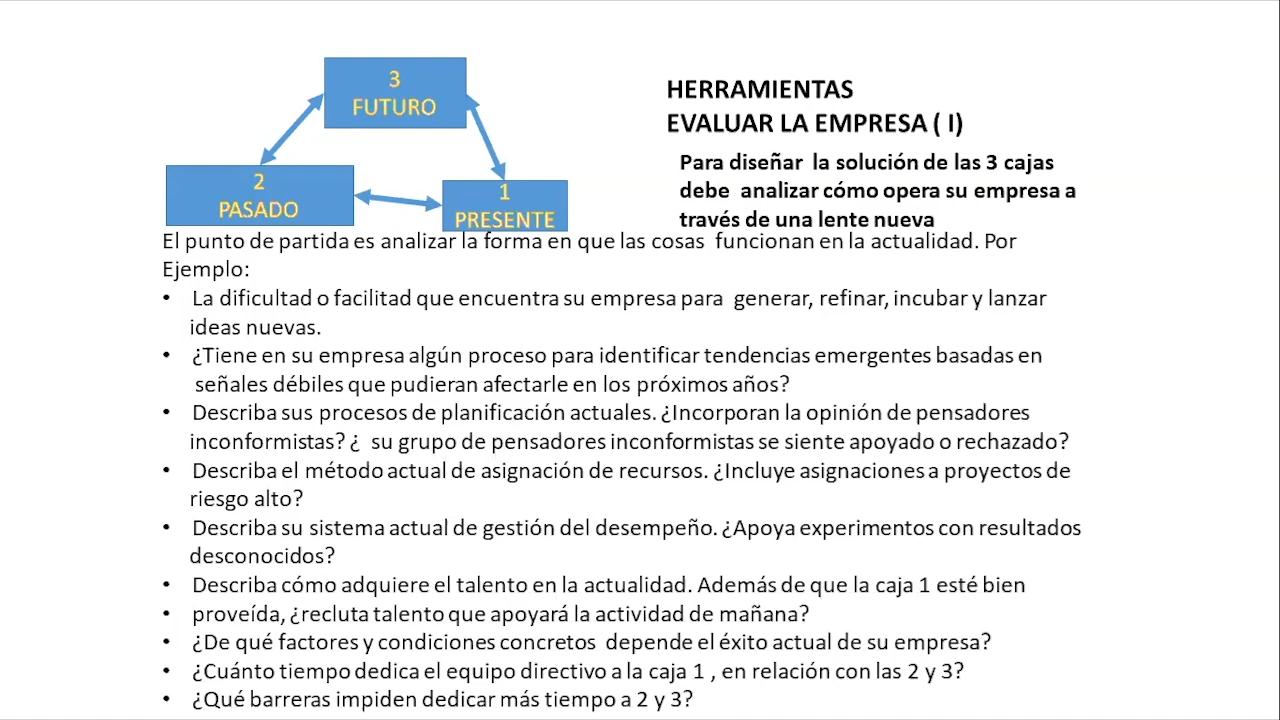 3
FUTURO
2
PASADO
1
PRESENTE
HERRAMIENTAS
EVALUAR LA EMPRESA ( I)
Para diseñar la solución de las 3 cajas
debe analizar cómo opera su empresa a
través de una lente nueva
El punto de partida es analizar la forma en que las cosas funcionan en la actualidad. Por
Ejemplo:
• La dificultad o facilitad que encuentra su empresa para generar, refinar, incubar y lanzar
ideas nuevas.
• ¿Tiene en su empresa algún proceso para identificar tendencias emergentes basadas en
señales débiles que pudieran afectarle en los próximos años?
• Describa sus procesos de planificación actuales. ¿Incorporan la opinión de pensadores
inconformistas? ¿ su grupo de pensadores inconformistas se siente apoyado o rechazado?
• Describa el método actual de asignación de recursos. ¿Incluye asignaciones a proyectos de
riesgo alto?
• Describa su sistema actual de gestión del desempeño. ¿Apoya experimentos con resultados
desconocidos?
• Describa cómo adquiere el talento en la actualidad. Además de que la caja 1 esté bien
• proveída, ¿recluta talento que apoyará la actividad de mañana?
• ¿De qué factores y condiciones concretos depende el éxito actual de su empresa?
• ¿Cuánto tiempo dedica el equipo directivo a la caja 1 , en relación con las 2 y 3?
• ¿Qué barreras impiden dedicar más tiempo a 2 y 3?